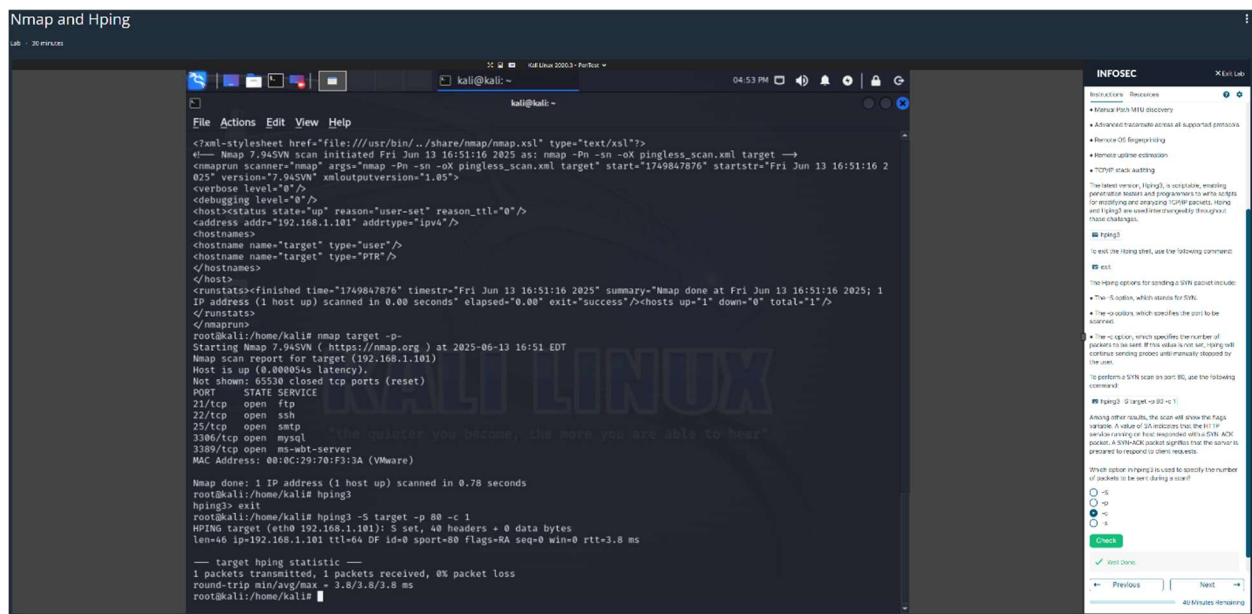 Nmap and Hping
Lab - 30 minutes
Kali Linux 2020.3 - PenTest
kali@kali: ~
04:53 PM
kali@kali: ~
File Actions Edit View Help
<?xml-stylesheet href="file:///usr/bin/../share/nmap/nmap.xsl" type="text/xsl"?>
<!-- Nmap 7.94SVN scan initiated Fri Jun 13 16:51:16 2025 as: nmap -Pn -sn -oX pingless_scan.xml target -->
<nmaprun scanner="nmap" args="nmap -Pn -sn -oX pingless_scan.xml target" start="1749847876" startstr="Fri Jun 13 16:51:16 2
025" version="7.94SVN" xmloutputversion="1.05">
<verbose level="0"/>
<debugging level="0"/>
<host><status state="up" reason="user-set" reason_ttl="0"/>
<address addr="192.168.1.101" addrtype="ipv4"/>
<hostnames>
<hostname name="target" type="user"/>
<hostname name="target" type="PTR"/>
</hostnames>
</host>
<runstats><finished time="1749847876" timestr="Fri Jun 13 16:51:16 2025" summary="Nmap done at Fri Jun 13 16:51:16 2025; 1
IP address (1 host up) scanned in 0.00 seconds" elapsed="0.00" exit="success"/><hosts up="1" down="0" total="1"/>
</runstats>
</nmaprun>
root@kali:/home/kali# nmap target -p-
Starting Nmap 7.94SVN ( https://nmap.org ) at 2025-06-13 16:51 EDT
Nmap scan report for target (192.168.1.101)
Host is up (0.000054s latency).
Not shown: 65530 closed tcp ports (reset)
PORT STATE SERVICE
21/tcp open ftp
22/tcp open ssh
25/tcp open smtp
3306/tcp open mysql
3389/tcp open ms-wbt-server
MAC Address: 00:0C:29:70:F3:3A (VMware)
KALI LINUX
"the quieter you become, the more you are able to hear"
Nmap done: 1 IP address (1 host up) scanned in 0.78 seconds
root@kali:/home/kali# hping3
hping3> exit
root@kali:/home/kali# hping3 -S target -p 80 -c 1
HPING target (eth0 192.168.1.101): S set, 40 headers + 0 data bytes
len=46 ip=192.168.1.101 ttl=64 DF id=0 sport=80 flags=RA seq=0 win=0 rtt=3.8 ms
— target hping statistic —
1 packets transmitted, 1 packets received, 0% packet loss
round-trip min/avg/max = 3.8/3.8/3.8 ms
root@kali:/home/kali#
INFOSEC
Exit Lab
Instructions Resources
• Manual Path MTU discovery
• Advanced traceroute across all supported protocols
• Remote OS fingerprinting
• Remote uptime estimation
• TCP/IP stack auditing
The latest version, Hping3, is scriptable, enabling
penetration testers and programmers to write scripts
for modifying and analyzing TCP/IP packets. Hping
and Hping3 are used interchangeably throughout
these challenges.
hping3
To exit the Hping shell, use the following command:
exit
The Hping options for sending a SYN packet include:
• The -S option, which stands for SYN.
• The -p option, which specifies the port to be
scanned.
• The -c option, which specifies the number of
packets to be sent. If this value is not set, Hping will
continue sending probes until manually stopped by
the user.
To perform a SYN scan on port 80, use the following
command:
hping3 -S target -p 80 -c 1
Among other results, the scan will show the flags
variable. A value of SA indicates that the HTTP
service running on host responded with a SYN-ACK
packet. A SYN+ACK packet signifies that the server is
prepared to respond to client requests.
Which option in hping3 is used to specify the number
of packets to be sent during a scan?
-S
-p
-c
Check
Well Done.
Previous
Next
40 Minutes Remaining